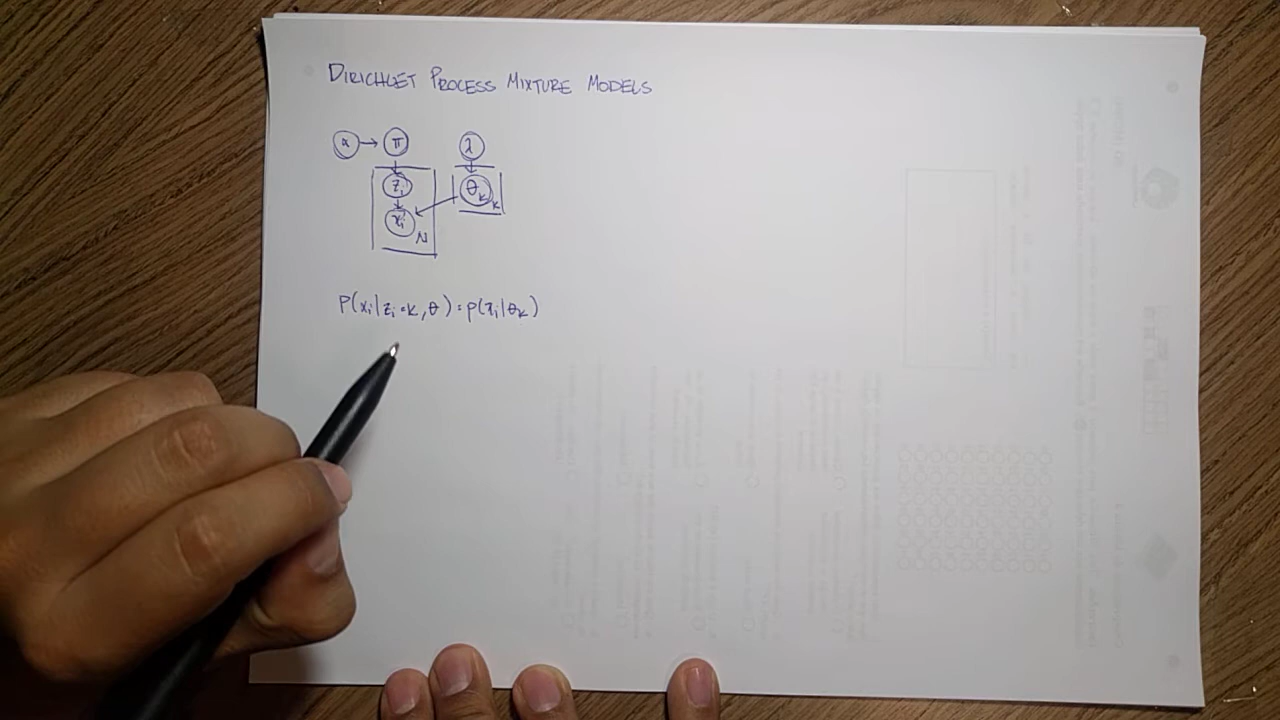 DIRICHLET PROCESS MIXTURE MODELS
α → π λ
zᵢ θₖ K
xᵢ N
P(xᵢ|zᵢ=k,θ)=p(xᵢ|θₖ)